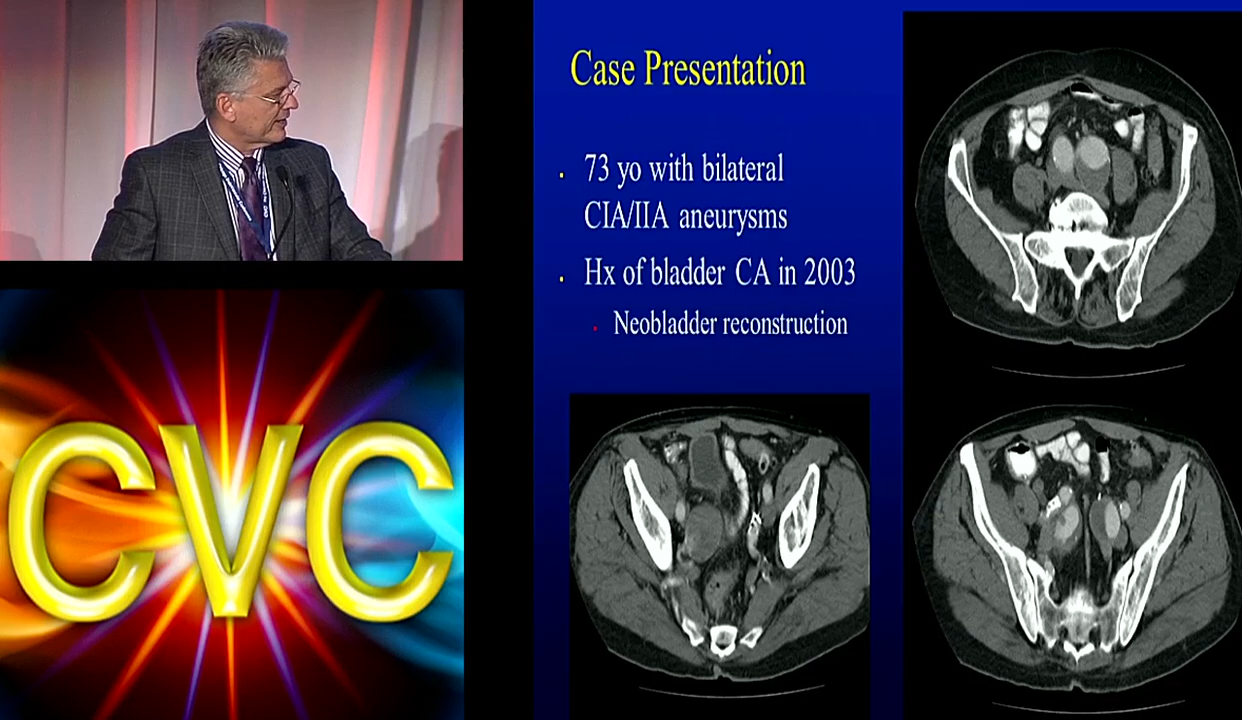 Case Presentation
73 yo with bilateral
CIA/IIA aneurysms
Hx of bladder CA in 2003
Neobladder reconstruction
CVC